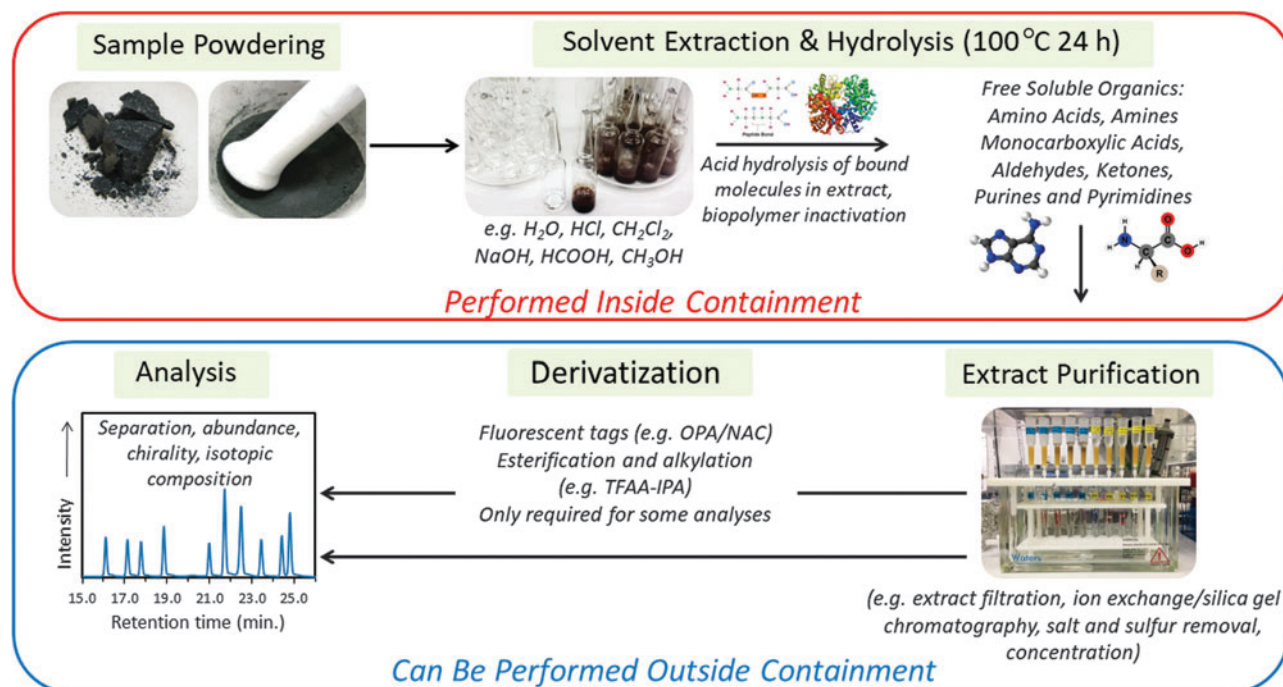 Sample Powdering
Solvent Extraction & Hydrolysis (100 °C 24 h)
e.g. H₂O, HCl, CH₂Cl₂,
NaOH, HCOOH, CH₃OH
Peptide Bond
Acid hydrolysis of bound
molecules in extract,
biopolymer inactivation
Free Soluble Organics:
Amino Acids, Amines
Monocarboxylic Acids,
Aldehydes, Ketones,
Purines and Pyrimidines
H
N
H
C
H
R
C
O
O
H
Performed Inside Containment
Analysis
Separation, abundance,
chirality, isotopic
composition
Intensity
15.0 17.0 19.0 21.0 23.0 25.0
Retention time (min.)
Derivatization
Fluorescent tags (e.g. OPA/NAC)
Esterification and alkylation
(e.g. TFAA-IPA)
Only required for some analyses
Extract Purification
Waters
(e.g. extract filtration, ion exchange/silica gel
chromatography, salt and sulfur removal,
concentration)
Can Be Performed Outside Containment